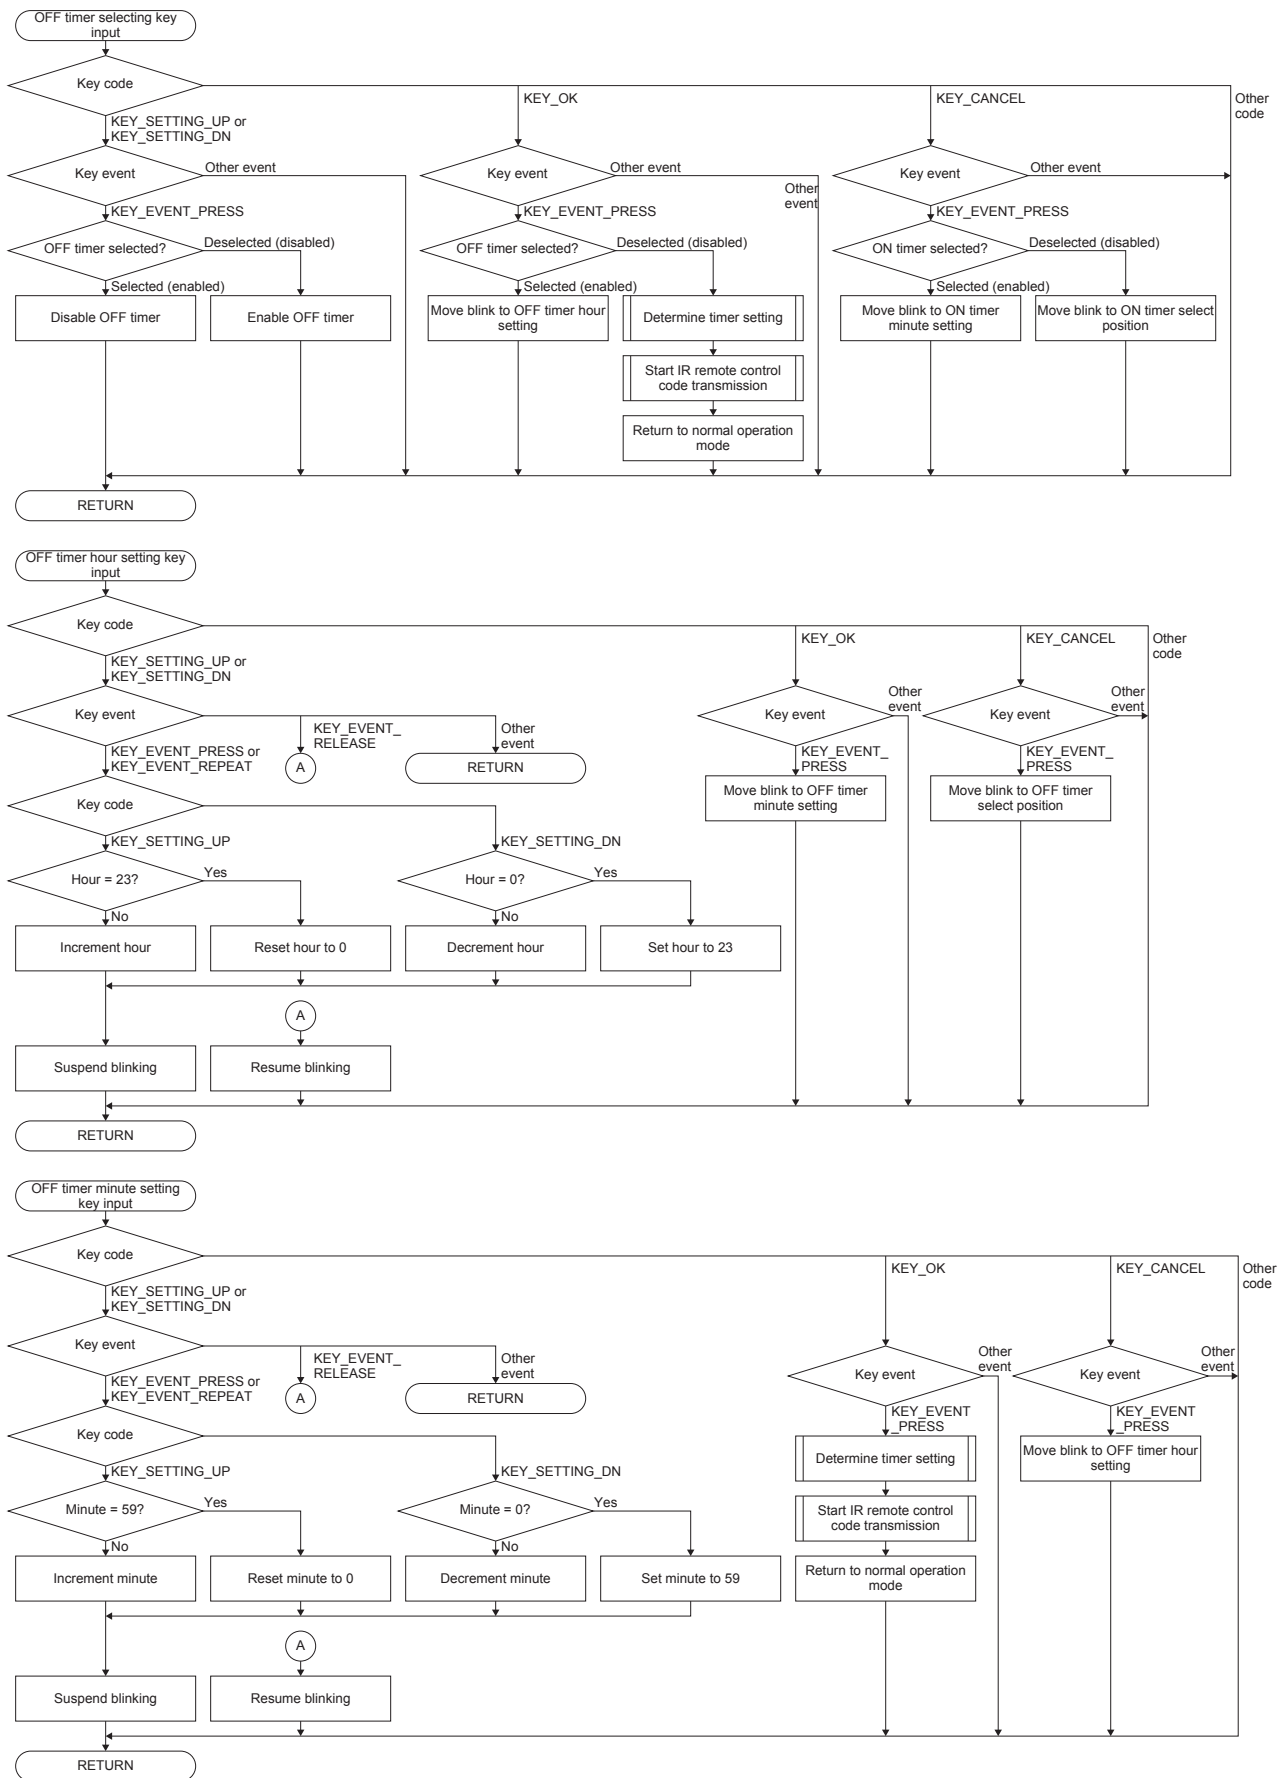 OFF timer selecting key
input
Key code
KEY_OK
KEY_CANCEL
Other
code
KEY_SETTING_UP or
KEY_SETTING_DN
Key event
Other event
Key event
Other event
Other
event
Key event
Other event
KEY_EVENT_PRESS
KEY_EVENT_PRESS
KEY_EVENT_PRESS
OFF timer selected?
Deselected (disabled)
OFF timer selected?
Deselected (disabled)
ON timer selected?
Deselected (disabled)
Selected (enabled)
Selected (enabled)
Selected (enabled)
Disable OFF timer
Enable OFF timer
Move blink to OFF timer hour
setting
Determine timer setting
Move blink to ON timer
minute setting
Move blink to ON timer select
position
Start IR remote control
code transmission
Return to normal operation
mode
RETURN
OFF timer hour setting key
input
Key code
KEY_OK
KEY_CANCEL
Other
code
KEY_SETTING_UP or
KEY_SETTING_DN
Key event
KEY_EVENT_
RELEASE
Other
event
Key event
Other
event
Key event
Other
event
KEY_EVENT_PRESS or
KEY_EVENT_REPEAT
A
RETURN
KEY_EVENT_
PRESS
KEY_EVENT_
PRESS
Key code
Move blink to OFF timer
minute setting
Move blink to OFF timer
select position
KEY_SETTING_UP
KEY_SETTING_DN
Hour = 23?
Yes
Hour = 0?
Yes
No
No
Increment hour
Reset hour to 0
Decrement hour
Set hour to 23
A
Suspend blinking
Resume blinking
RETURN
OFF timer minute setting
key input
Key code
KEY_OK
KEY_CANCEL
Other
code
KEY_SETTING_UP or
KEY_SETTING_DN
Key event
KEY_EVENT_
RELEASE
Other
event
Key event
Other
event
Key event
Other
event
KEY_EVENT_PRESS or
KEY_EVENT_REPEAT
A
RETURN
KEY_EVENT
_PRESS
KEY_EVENT
_PRESS
Key code
Determine timer setting
Move blink to OFF timer hour
setting
KEY_SETTING_UP
KEY_SETTING_DN
Minute = 59?
Yes
Minute = 0?
Yes
Start IR remote control
code transmission
No
No
Increment minute
Reset minute to 0
Decrement minute
Set minute to 59
Return to normal operation
mode
A
Suspend blinking
Resume blinking
RETURN